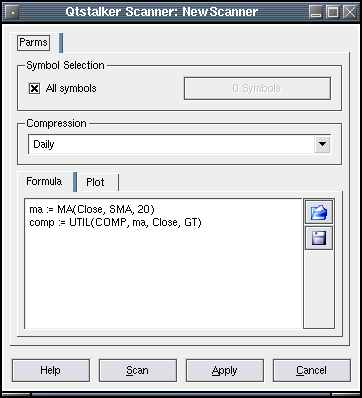 Qtstalker Scanner: NewScanner
Parms
Symbol Selection
All symbols
0 Symbols
Compression
Daily
Formula Plot
ma := MA(Close, SMA, 20)
comp := UTIL(COMP, ma, Close, GT)
Help Scan Apply Cancel